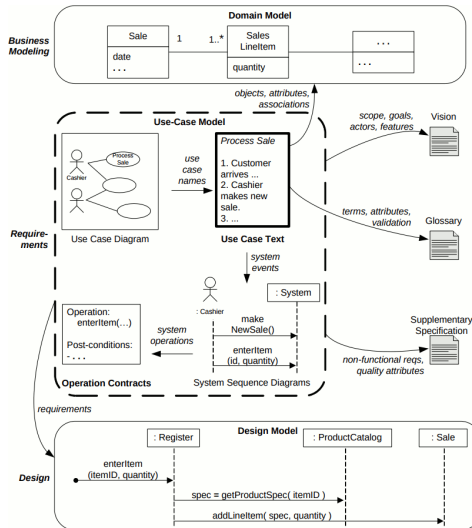 Domain Model
Business
Modeling
Sale
date
. . .
1
1..*
Sales
LineItem
quantity
. . .
. . .
objects, attributes,
associations
Use-Case Model
Process
Sale
Cashier
Use Case Diagram
use
case
names
Process Sale
1. Customer
arrives ...
2. Cashier
makes new
sale.
3. ...
Use Case Text
scope, goals,
actors, features
Vision
terms, attributes,
validation
Glossary
Require-
ments
system
events
: Cashier
: System
make
NewSale()
enterItem
(id, quantity)
System Sequence Diagrams
system
operations
Operation:
enterItem(…)
Post-conditions:
- . . .
Operation Contracts
Supplementary
Specification
non-functional reqs,
quality attributes
requirements
Design Model
Design
: Register
: ProductCatalog
: Sale
enterItem
(itemID, quantity)
spec = getProductSpec( itemID )
addLineItem( spec, quantity )